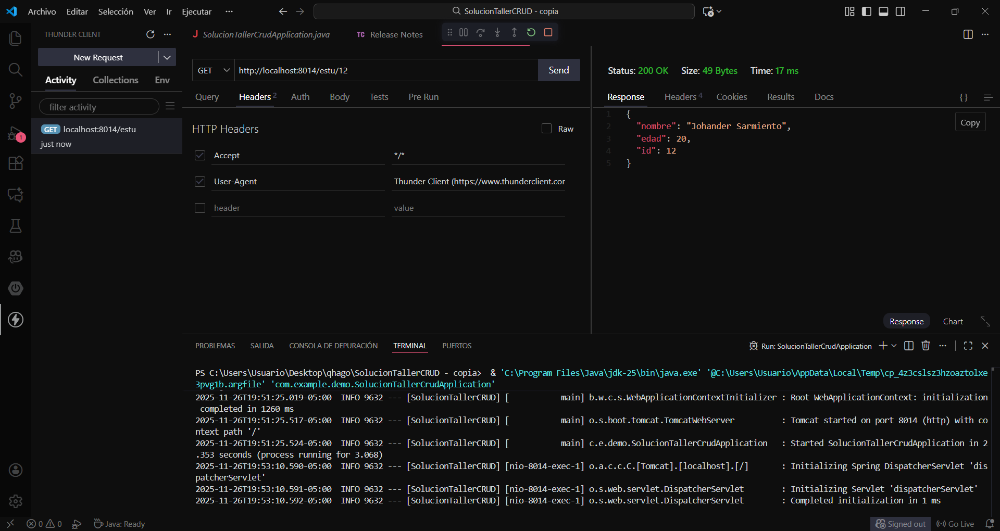 Archivo Editar Selección Ver Ir Ejecutar ···
SolucionTallerCRUD - copia
THUNDER CLIENT
New Request
Activity Collections Env
filter activity
GET localhost:8014/estu
just now
1
J SolucionTallerCrudApplication.java
TC Release Notes
GET http://localhost:8014/estu/12 Send
Query Headers 2 Auth Body Tests Pre Run
HTTP Headers Raw
Accept */*
User-Agent Thunder Client (https://www.thunderclient.cor
header value
Status: 200 OK Size: 49 Bytes Time: 17 ms
Response Headers 4 Cookies Results Docs {}
1 {
2 "nombre": "Johander Sarmiento",
3 "edad": 20,
4 "id": 12
5 }
Copy
Response Chart
PROBLEMAS SALIDA CONSOLA DE DEPURACIÓN TERMINAL PUERTOS
Run: SolucionTallerCrudApplication
PS C:\Users\Usuario\Desktop\qhago\SolucionTallerCRUD - copia> & 'C:\Program Files\Java\jdk-25\bin\java.exe' '@C:\Users\Usuario\AppData\Local\Temp\cp_4z3cslsz3hzoaztolxe
3pvg1b.argfile' 'com.example.demo.SolucionTallerCrudApplication'
2025-11-26T19:51:25.019-05:00 INFO 9632 --- [SolucionTallerCRUD] [ main] b.w.c.s.WebApplicationContextInitializer : Root WebApplicationContext: initialization
completed in 1260 ms
2025-11-26T19:51:25.517-05:00 INFO 9632 --- [SolucionTallerCRUD] [ main] o.s.boot.tomcat.TomcatWebServer : Tomcat started on port 8014 (http) with co
ntext path '/'
2025-11-26T19:51:25.524-05:00 INFO 9632 --- [SolucionTallerCRUD] [ main] c.e.demo.SolucionTallerCrudApplication : Started SolucionTallerCrudApplication in 2
.353 seconds (process running for 3.068)
2025-11-26T19:53:10.590-05:00 INFO 9632 --- [SolucionTallerCRUD] [nio-8014-exec-1] o.a.c.c.C.[Tomcat].[localhost].[/] : Initializing Spring DispatcherServlet 'dis
patcherServlet'
2025-11-26T19:53:10.591-05:00 INFO 9632 --- [SolucionTallerCRUD] [nio-8014-exec-1] o.s.web.servlet.DispatcherServlet : Initializing Servlet 'dispatcherServlet'
2025-11-26T19:53:10.592-05:00 INFO 9632 --- [SolucionTallerCRUD] [nio-8014-exec-1] o.s.web.servlet.DispatcherServlet : Completed initialization in 1 ms
0 0 Java: Ready
Signed out Go Live